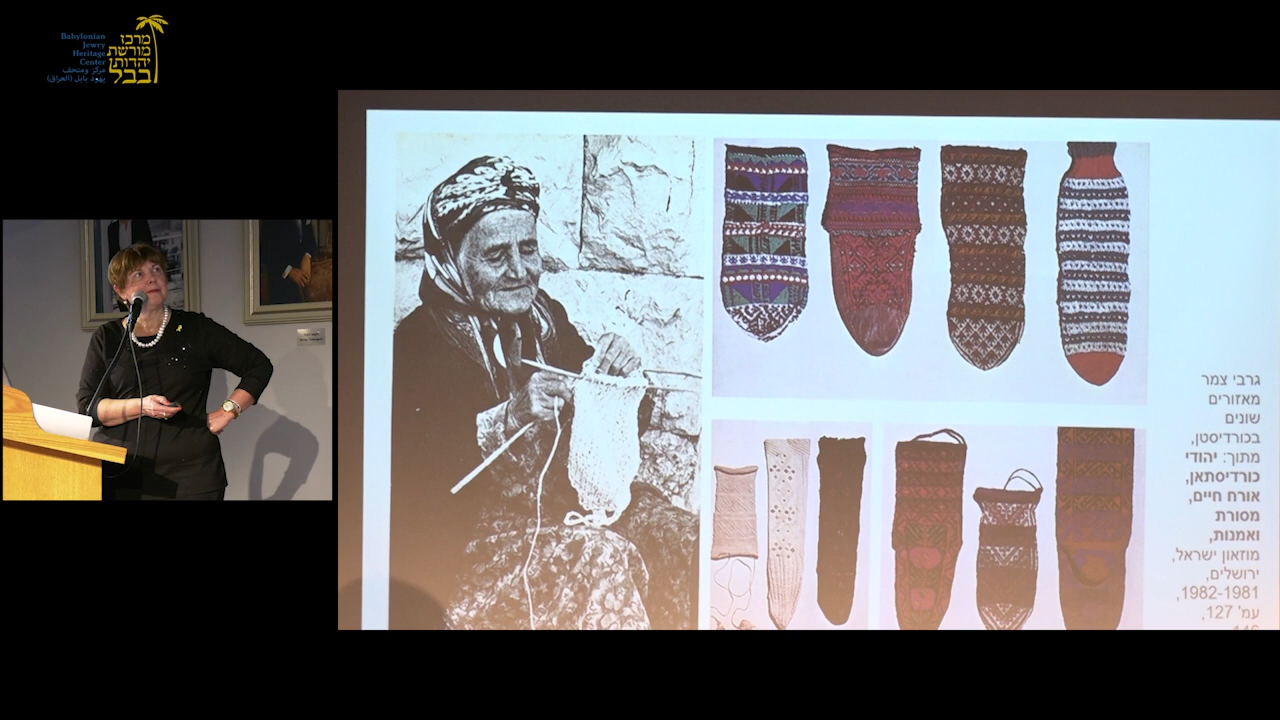 Babylonian
Jewry
Heritage
Center
مركز ومتحف
يهود بابل (العراق)
מרכז
מורשת
יהדות
בבל
גרבי צמר
מאזורים
שונים
בכורדיסטן,
מתוך: יהודי
כורדיסתאן,
אורח חיים,
מסורת
ואמנות,
מוזאון ישראל,
ירושלים,
1982-1981,
עמ' 127,